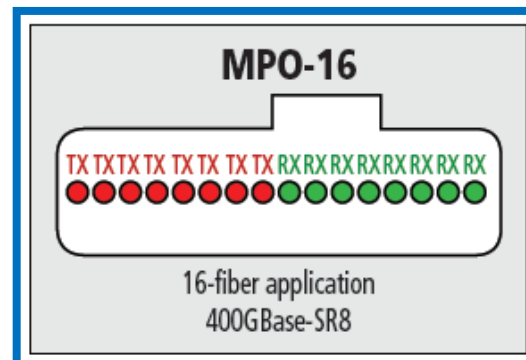 MPO-16
TX TX TX TX TX TX TX TX RX RX RX RX RX RX RX RX
16-fiber application
400GBase-SR8